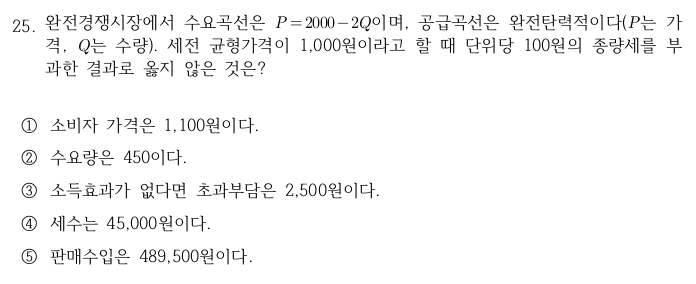 25. 완전경쟁시장에서 수요곡선은 P=2000-2Q이며, 공급곡선은 완전탄력적이다(P는 가
격, Q는 수량). 세전 균형가격이 1,000원이라고 할 때 단위당 100원의 종량세를 부
과한 결과로 옳지 않은 것은?
① 소비자 가격은 1,100원이다.
② 수요량은 450이다.
③ 소득효과가 없다면 초과부담은 2,500원이다.
④ 세수는 45,000원이다.
⑤ 판매수입은 489,500원이다.